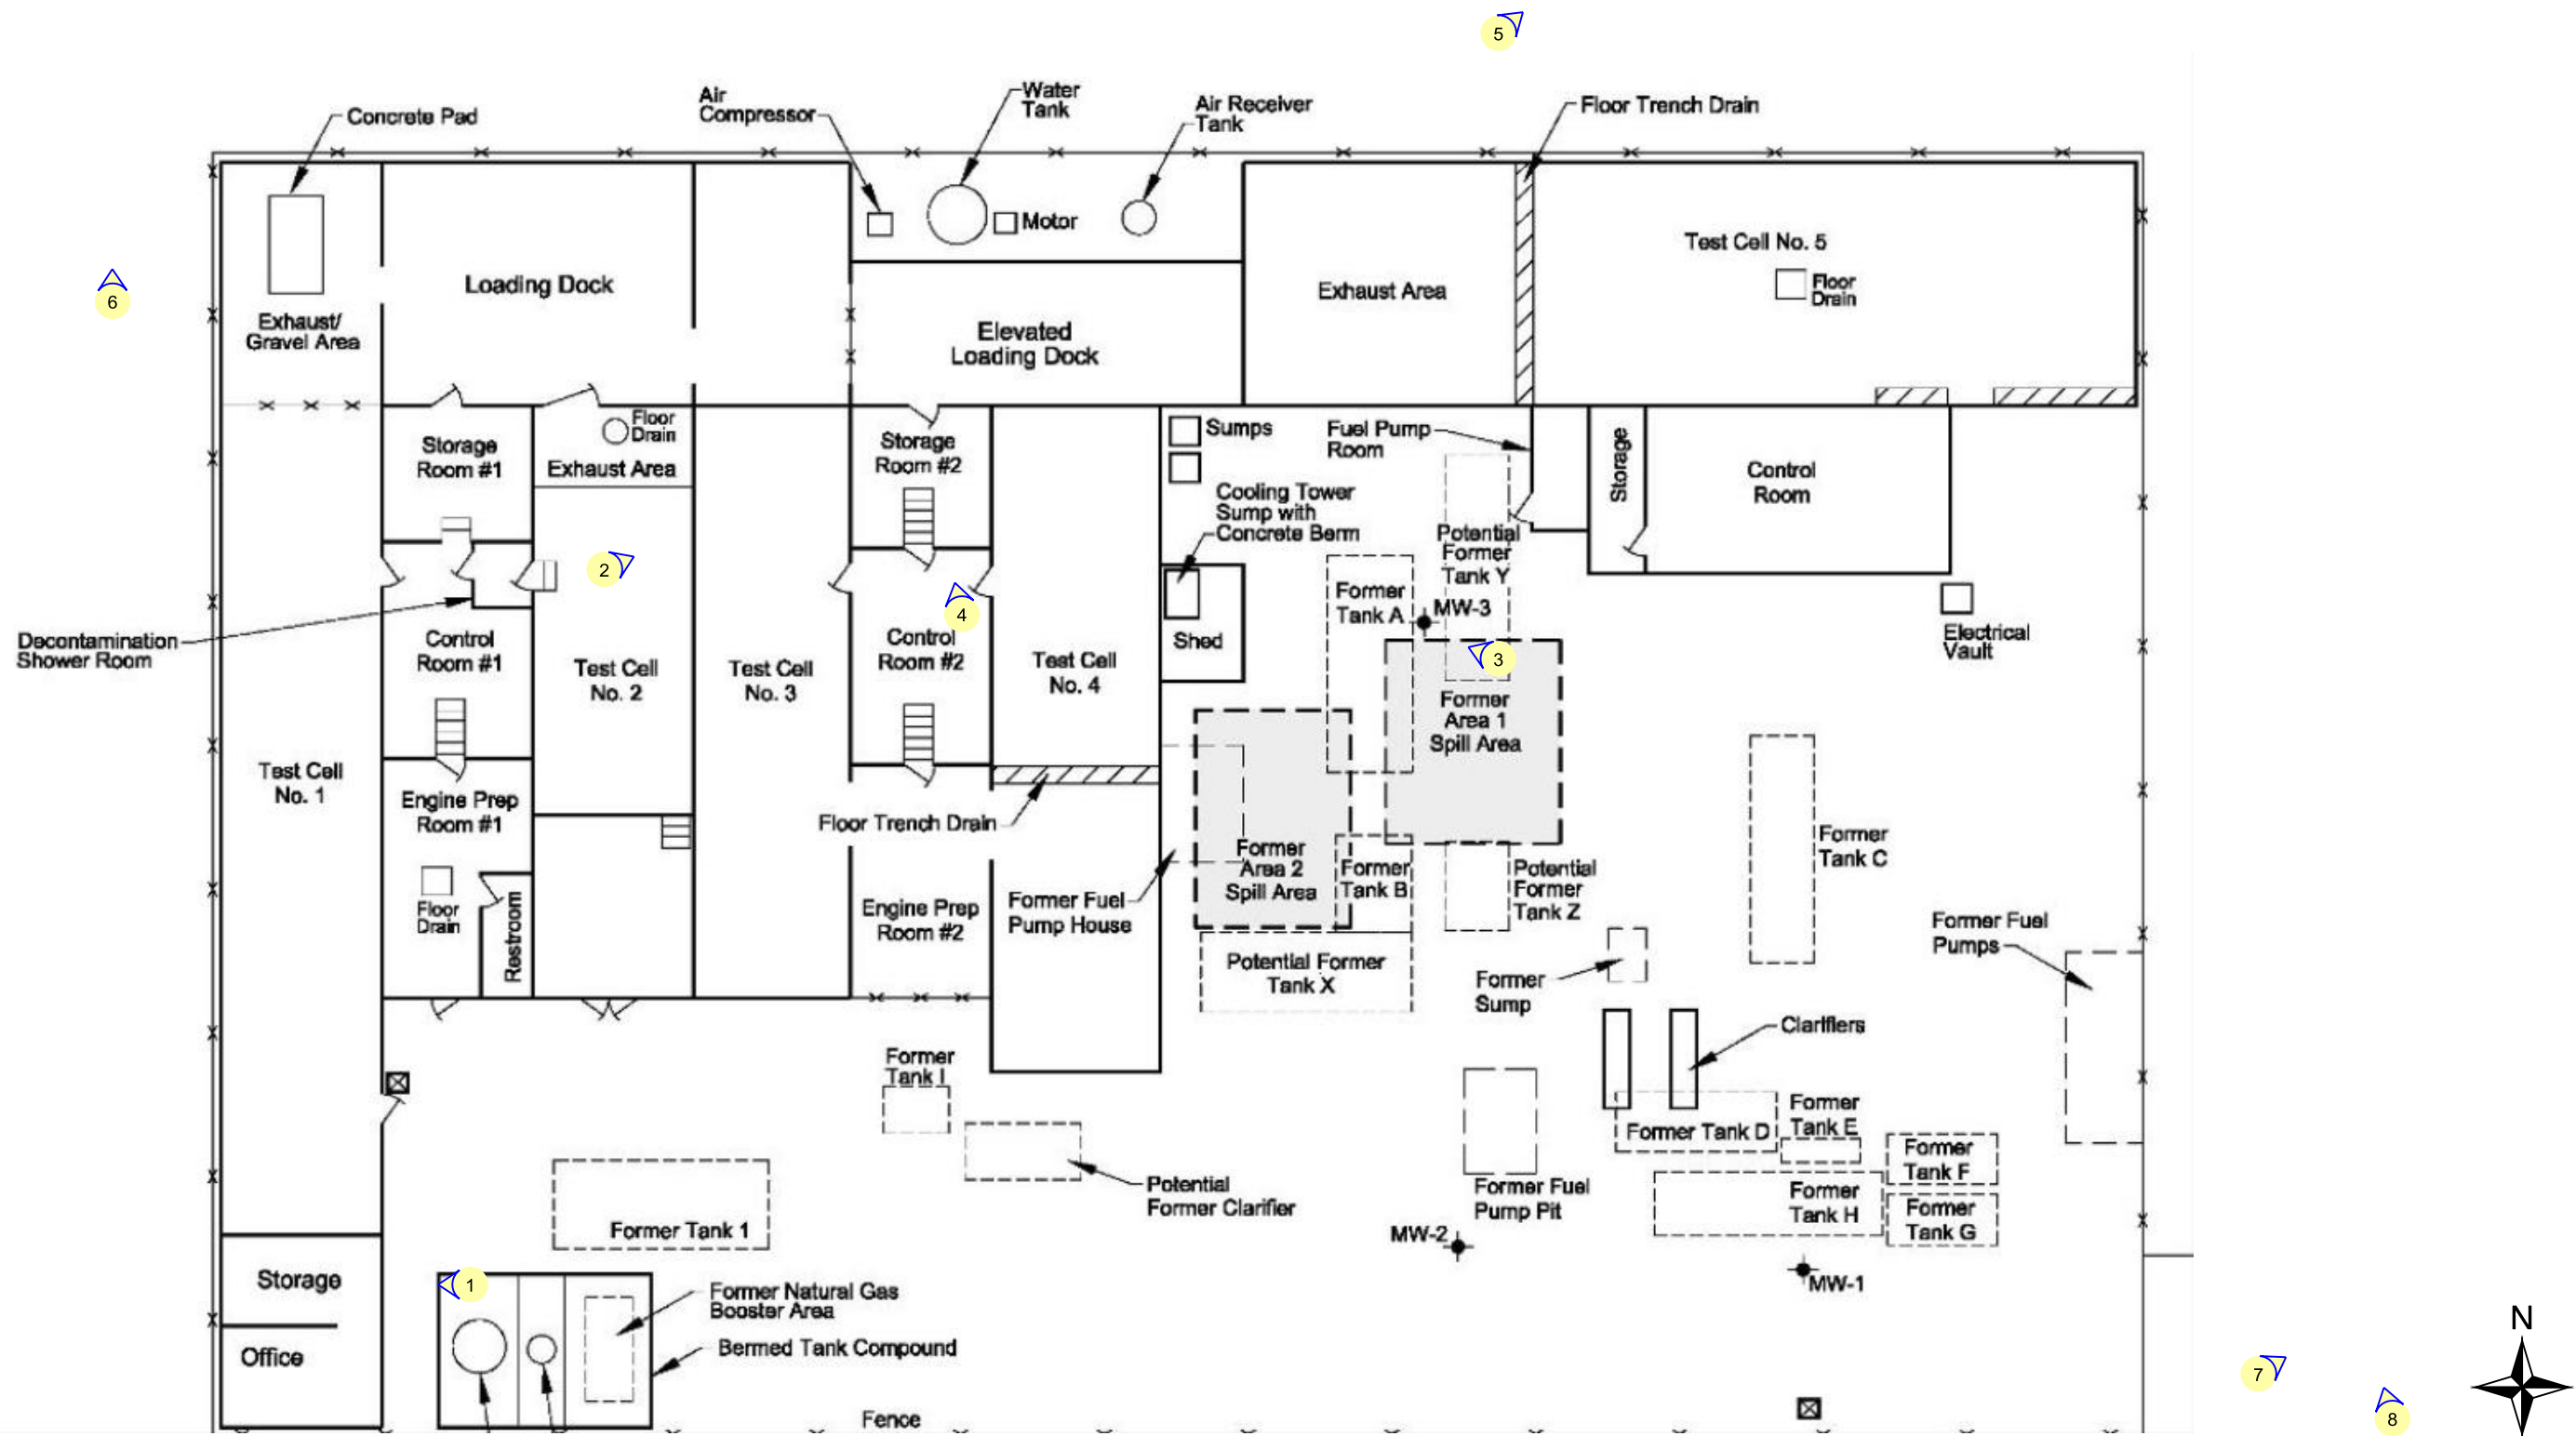 5
Concrete Pad
Air
Compressor
Water
Tank
Air Receiver
Tank
Floor Trench Drain
Motor
Test Cell No. 5
Floor
Drain
6
Loading Dock
Exhaust Area
Exhaust/
Gravel Area
Elevated
Loading Dock
Storage
Room #1
Floor
Drain
Exhaust Area
Storage
Room #2
Sumps
Fuel Pump
Room
Storage
Control
Room
Cooling Tower
Sump with
Concrete Berm
Potential
Former
Tank Y
2
4
Former
Tank A
MW-3
Decontamination
Shower Room
Control
Room #1
Test Cell
No. 2
Test Cell
No. 3
Control
Room #2
Test Cell
No. 4
Shed
3
Electrical
Vault
Former
Area 1
Spill Area
Test Cell
No. 1
Engine Prep
Room #1
Floor Trench Drain
Former
Area 2
Spill Area
Former
Tank B
Potential
Former
Tank Z
Former
Tank C
Floor
Drain
Restroom
Engine Prep
Room #2
Former Fuel
Pump House
Former Fuel
Pumps
Potential Former
Tank X
Former
Sump
Clarifiers
Former
Tank I
Former
Tank E
Former Tank D
Former
Tank F
Potential
Former Clarifier
Former Fuel
Pump Pit
Former
Tank H
Former
Tank G
Former Tank 1
MW-2
MW-1
Storage
1
Former Natural Gas
Booster Area
Office
Bermed Tank Compound
Fence
7
8
N